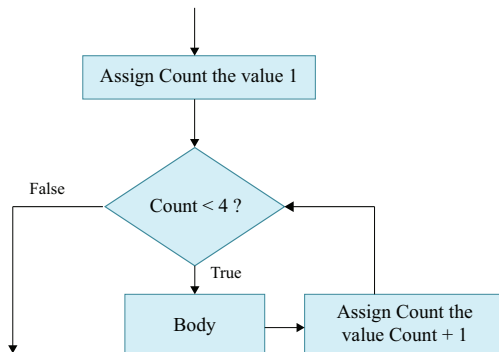 Assign Count the value 1
False
Count < 4 ?
True
Body
Assign Count the
value Count + 1